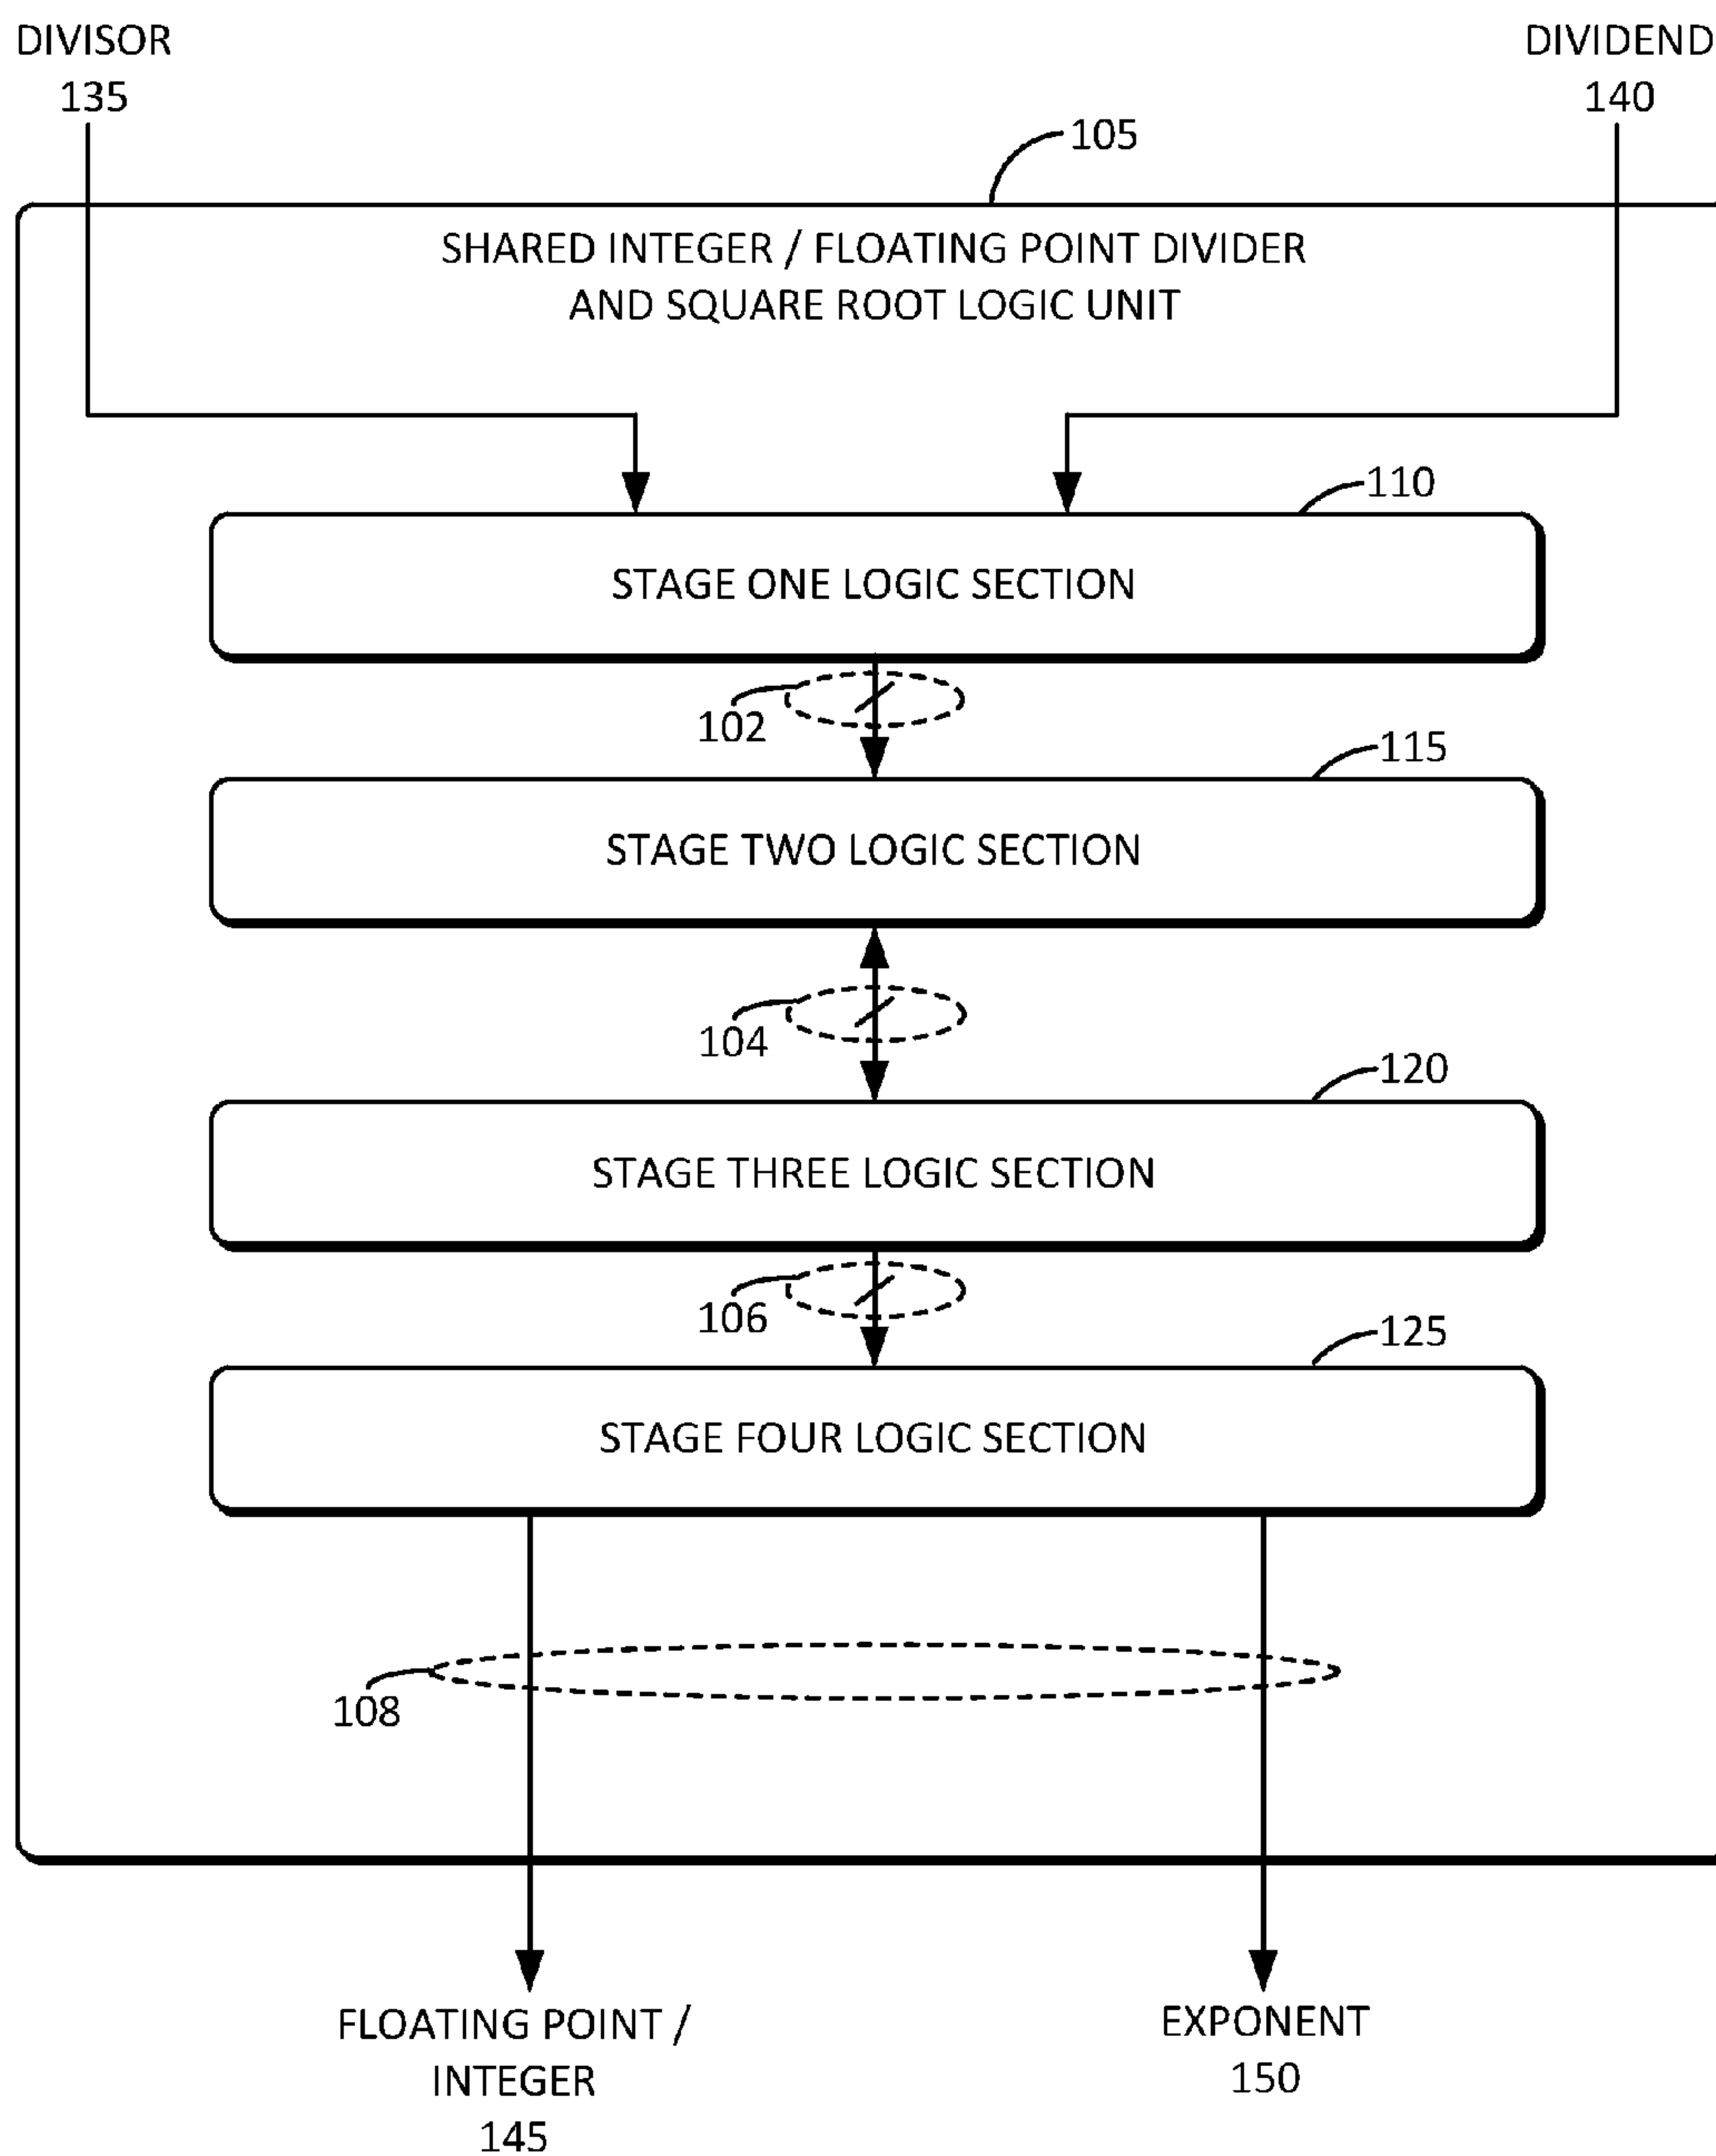 DIVISOR
135
DIVIDEND
140
105
SHARED INTEGER / FLOATING POINT DIVIDER
AND SQUARE ROOT LOGIC UNIT
110
STAGE ONE LOGIC SECTION
102
115
STAGE TWO LOGIC SECTION
104
120
STAGE THREE LOGIC SECTION
106
125
STAGE FOUR LOGIC SECTION
108
FLOATING POINT /
INTEGER
145
EXPONENT
150